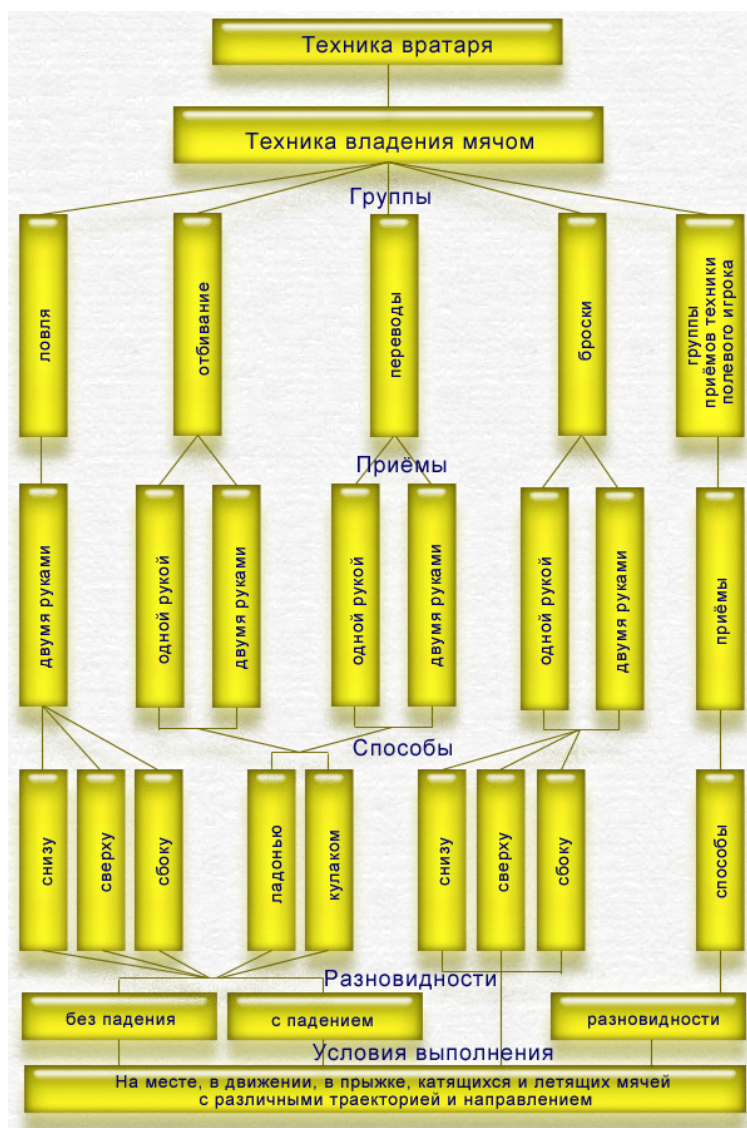 Техника вратаря
Техника владения мячом
Группы
ловля
отбивание
переводы
броски
группы
приёмов техники
полевого игрока
Приёмы
двумя руками
одной рукой
двумя руками
одной рукой
двумя руками
одной рукой
двумя руками
приёмы
Способы
снизу
сверху
сбоку
ладонью
кулаком
снизу
сверху
сбоку
способы
Разновидности
без падения
с падением
разновидности
Условия выполнения
На месте, в движении, в прыжке, катящихся и летящих мячей
с различными траекторией и направлением